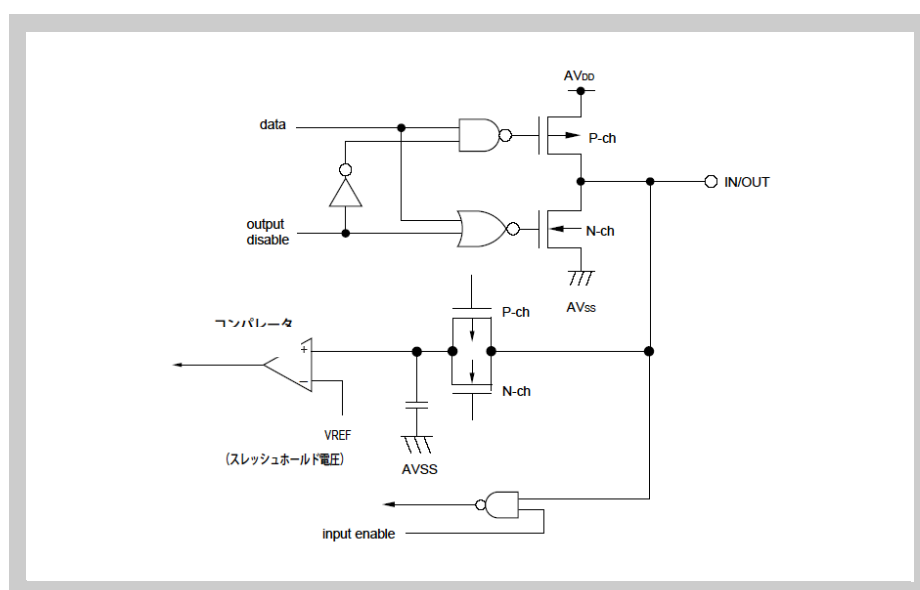 AVDD
data
P-ch
IN/OUT
output
disable
N-ch
AVSS
P-ch
コンパレータ
+
−
N-ch
VREF
(スレッシュホールド電圧)
AVSS
input enable